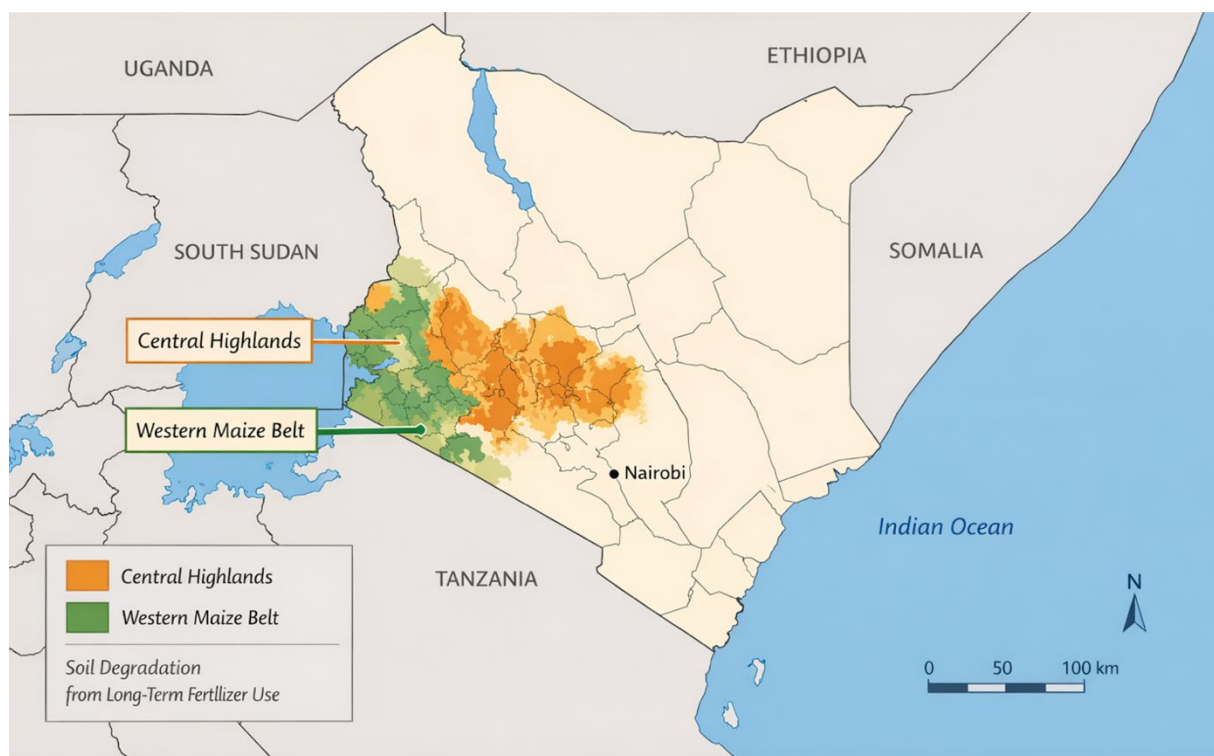 UGANDA
ETHIOPIA
SOUTH SUDAN
SOMALIA
Central Highlands
Western Maize Belt
Nairobi
Indian Ocean
TANZANIA
Central Highlands
Western Maize Belt
Soil Degradation
from Long-Term Fertllizer Use
N
0 50 100 km